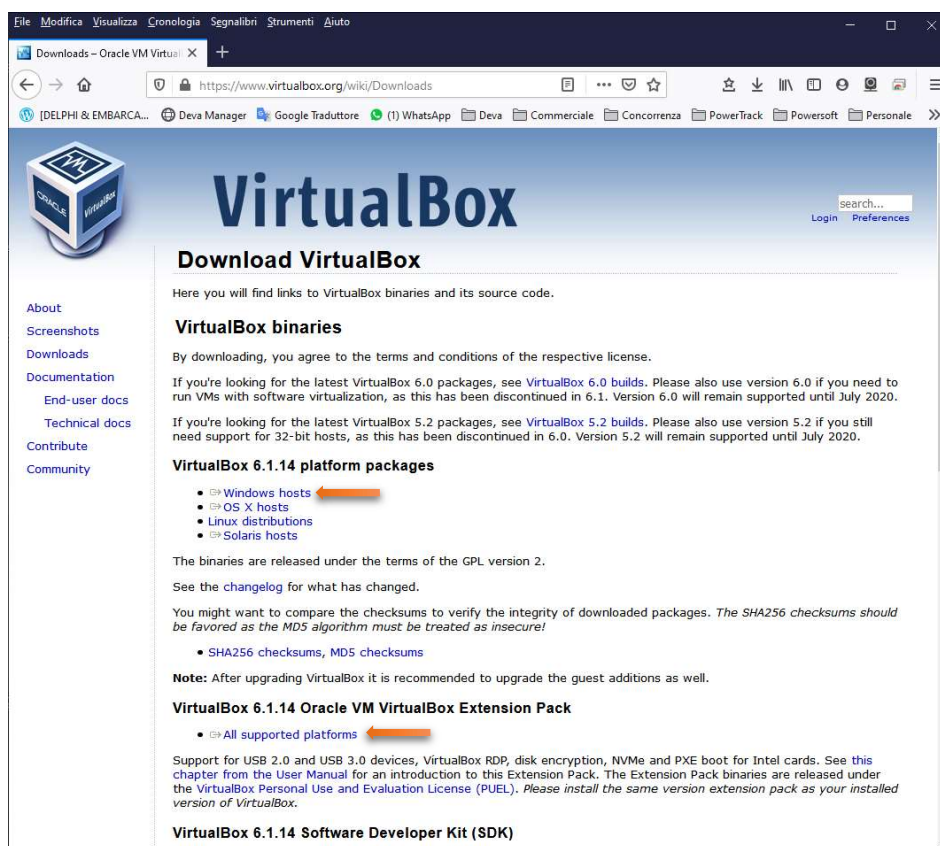 File Modifica Visualizza Cronologia Segnalibri Strumenti Aiuto
Downloads – Oracle VM Virtual
https://www.virtualbox.org/wiki/Downloads
[DELPHI & EMBARCA... Deva Manager Google Traduttore (1) WhatsApp Deva Commerciale Concorrenza PowerTrack Powersoft Personale
ORACLE
VirtualBox
VirtualBox
search...
Login Preferences
Download VirtualBox
Here you will find links to VirtualBox binaries and its source code.
About
Screenshots
Downloads
Documentation
End-user docs
Technical docs
Contribute
Community
VirtualBox binaries
By downloading, you agree to the terms and conditions of the respective license.
If you're looking for the latest VirtualBox 6.0 packages, see VirtualBox 6.0 builds. Please also use version 6.0 if you need to
run VMs with software virtualization, as this has been discontinued in 6.1. Version 6.0 will remain supported until July 2020.
If you're looking for the latest VirtualBox 5.2 packages, see VirtualBox 5.2 builds. Please also use version 5.2 if you still
need support for 32-bit hosts, as this has been discontinued in 6.0. Version 5.2 will remain supported until July 2020.
VirtualBox 6.1.14 platform packages
Windows hosts
OS X hosts
Linux distributions
Solaris hosts
The binaries are released under the terms of the GPL version 2.
See the changelog for what has changed.
You might want to compare the checksums to verify the integrity of downloaded packages. The SHA256 checksums should
be favored as the MD5 algorithm must be treated as insecure!
SHA256 checksums, MD5 checksums
Note: After upgrading VirtualBox it is recommended to upgrade the guest additions as well.
VirtualBox 6.1.14 Oracle VM VirtualBox Extension Pack
All supported platforms
Support for USB 2.0 and USB 3.0 devices, VirtualBox RDP, disk encryption, NVMe and PXE boot for Intel cards. See this
chapter from the User Manual for an introduction to this Extension Pack. The Extension Pack binaries are released under
the VirtualBox Personal Use and Evaluation License (PUEL). Please install the same version extension pack as your installed
version of VirtualBox.
VirtualBox 6.1.14 Software Developer Kit (SDK)